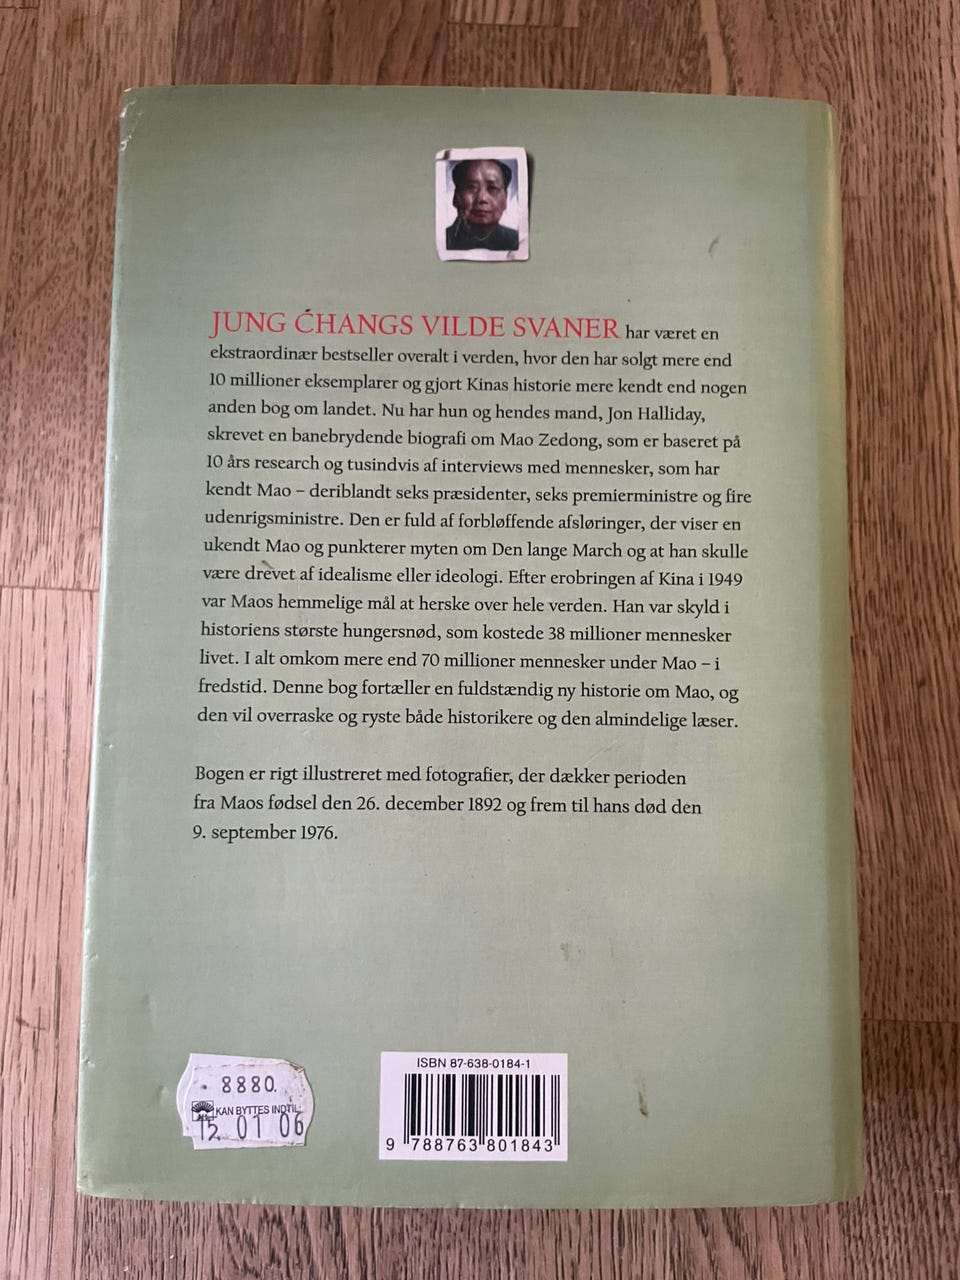 JUNG CHANGS VILDE SVANER har været en
ekstraordinær bestseller overalt i verden, hvor den har solgt mere end
10 millioner eksemplarer og gjort Kinas historie mere kendt end nogen
anden bog om landet. Nu har hun og hendes mand, Jon Halliday,
skrevet en banebrydende biografi om Mao Zedong, som er baseret på
10 års research og tusindvis af interviews med mennesker, som har
kendt Mao – deriblandt seks præsidenter, seks premierministre og fire
udenrigsministre. Den er fuld af forbløffende afsløringer, der viser en
ukendt Mao og punkterer myten om Den lange March og at han skulle
være drevet af idealisme eller ideologi. Efter erobringen af Kina i 1949
var Maos hemmelige mål at herske over hele verden. Han var skyld i
historiens største hungersnød, som kostede 38 millioner mennesker
livet. I alt omkom mere end 70 millioner mennesker under Mao – i
fredstid. Denne bog fortæller en fuldstændig ny historie om Mao, og
den vil overraske og ryste både historikere og den almindelige læser.
Bogen er rigt illustreret med fotografier, der dækker perioden
fra Maos fødsel den 26. december 1892 og frem til hans død den
9. september 1976.
8880.
KAN BYTTES INDTIL
12. 01 06
ISBN 87-638-0184-1
9 788763 801843